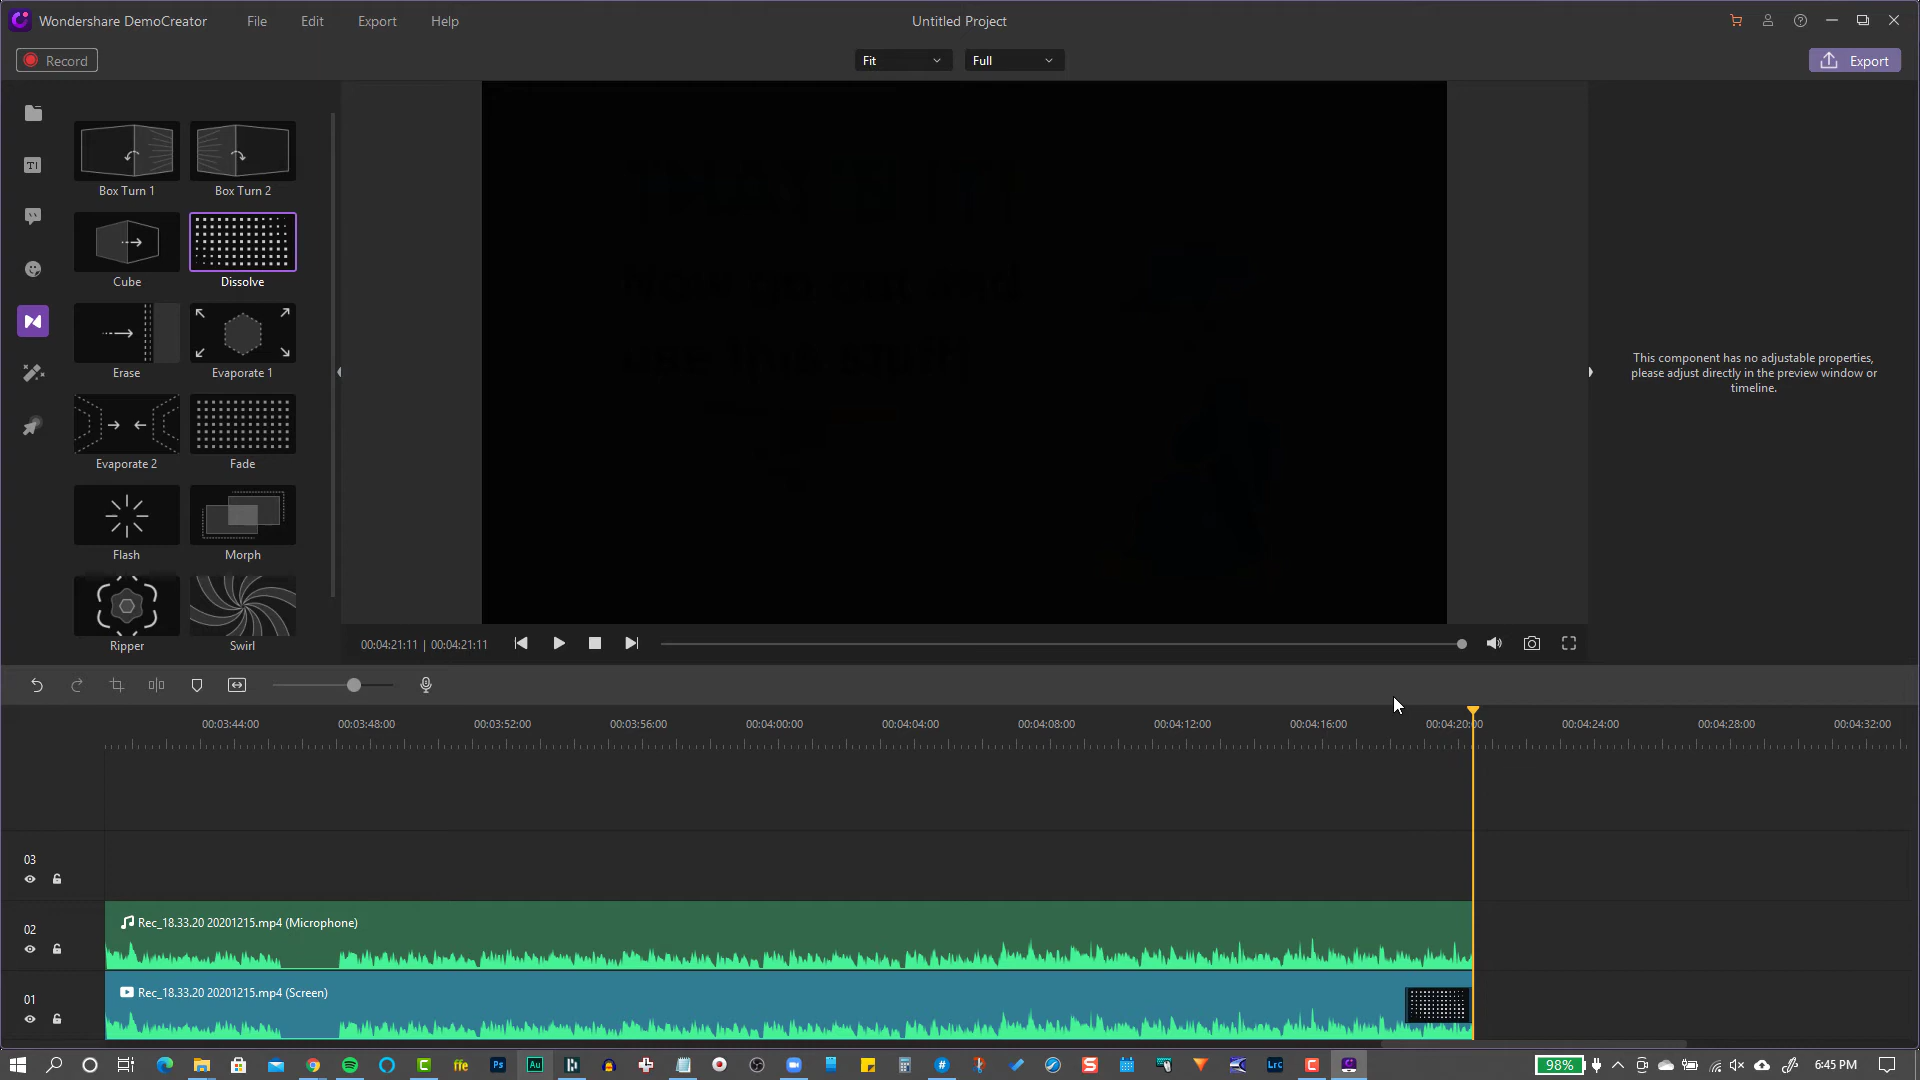 Wondershare DemoCreator File Edit Export Help Untitled Project
Record Fit Full Export
Box Turn 1 Box Turn 2
Cube Dissolve
Erase Evaporate 1
Evaporate 2 Fade
Flash Morph
Ripper Swirl
This component has no adjustable properties,
please adjust directly in the preview window or
timeline.
00:04:21:11 | 00:04:21:11
00:03:44:00 00:03:48:00 00:03:52:00 00:03:56:00 00:04:00:00 00:04:04:00 00:04:08:00 00:04:12:00 00:04:16:00 00:04:20:00 00:04:24:00 00:04:28:00 00:04:32:00
03
02 Rec_18.33.20 20201215.mp4 (Microphone)
01 Rec_18.33.20 20201215.mp4 (Screen)
ffe Ps Au Lrc 98% 6:45 PM